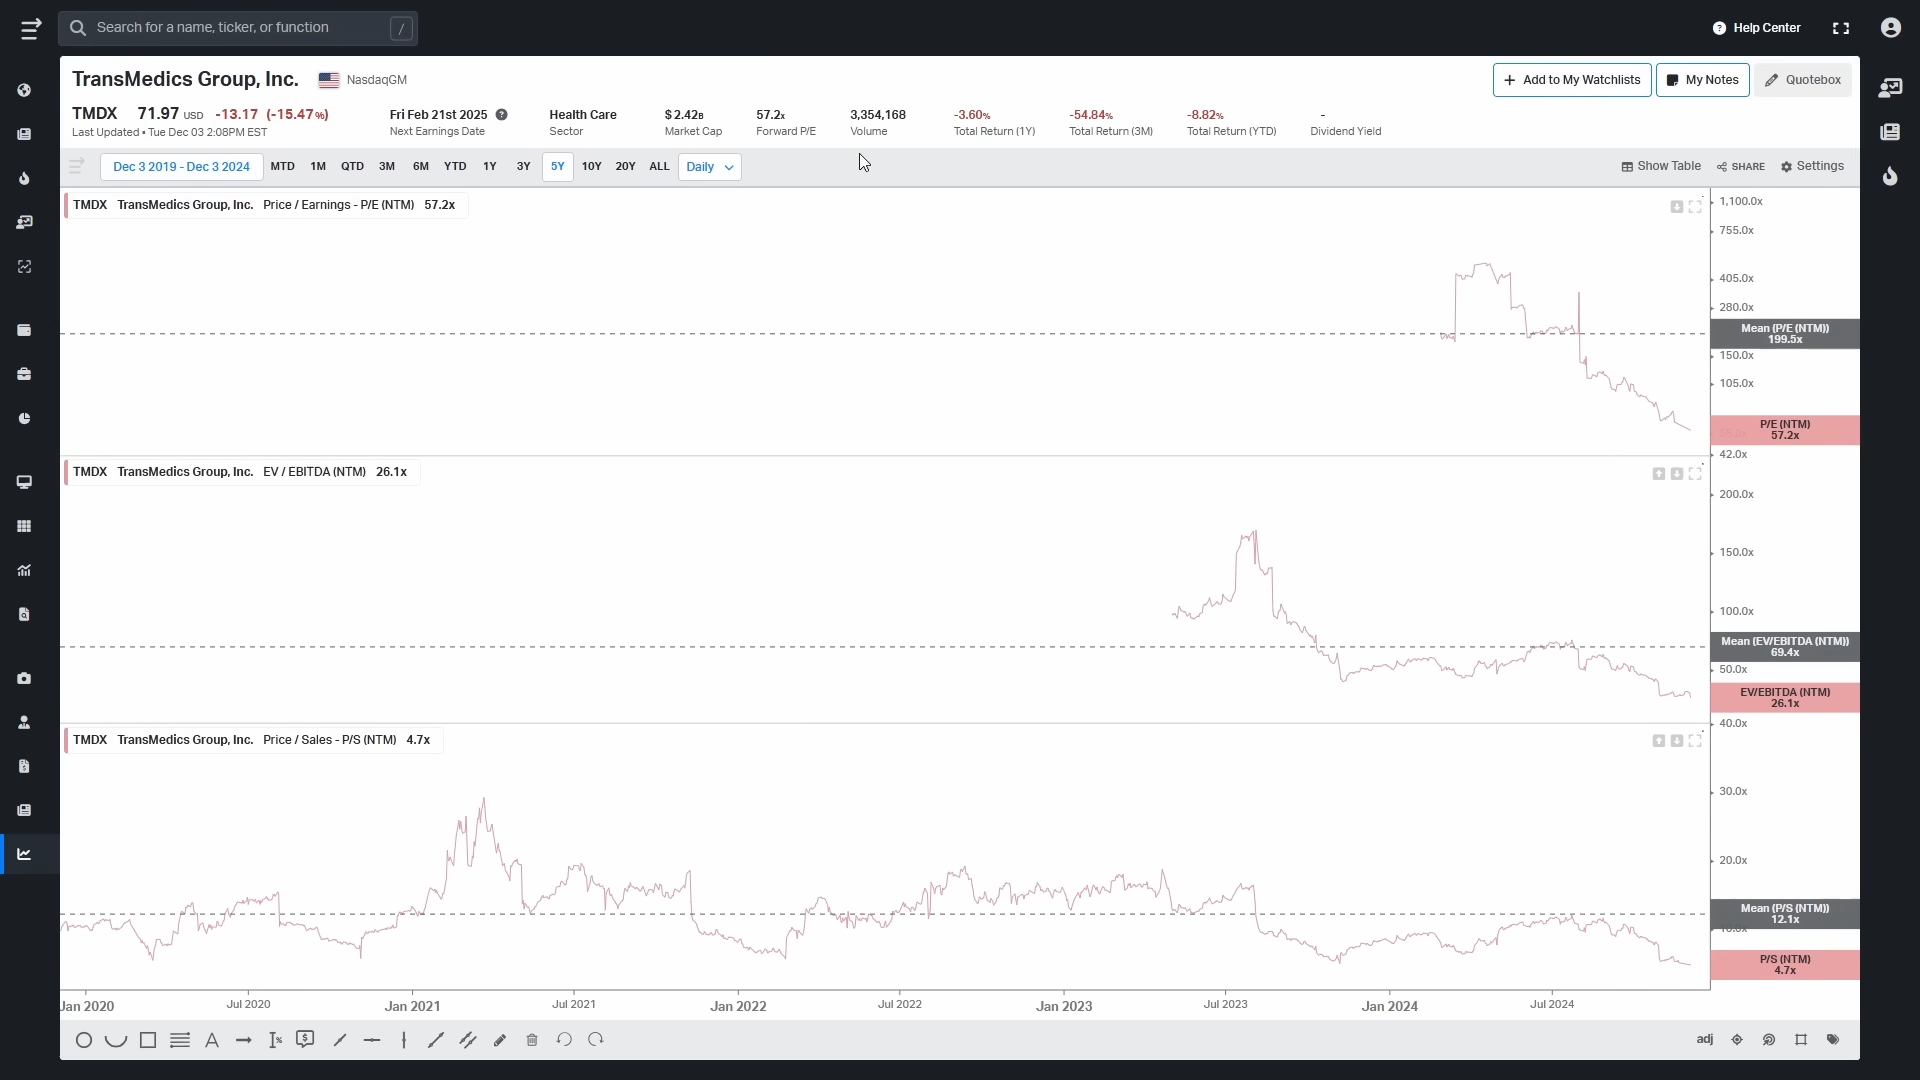 Search for a name, ticker, or function /
Help Center
TransMedics Group, Inc. NasdaqGM
Add to My Watchlists
My Notes
Quotebox
TMDX 71.97 USD -13.17 (-15.47%)
Last Updated • Tue Dec 03 2:08PM EST
Fri Feb 21st 2025
Next Earnings Date
Health Care
Sector
$2.42B
Market Cap
57.2x
Forward P/E
3,354,168
Volume
-3.60%
Total Return (1Y)
-54.84%
Total Return (3M)
-8.82%
Total Return (YTD)
-
Dividend Yield
Dec 3 2019 - Dec 3 2024 MTD 1M QTD 3M 6M YTD 1Y 3Y 5Y 10Y 20Y ALL Daily
Show Table SHARE Settings
TMDX TransMedics Group, Inc. Price / Earnings - P/E (NTM) 57.2x
1,100.0x
755.0x
405.0x
280.0x
Mean (P/E (NTM))
199.5x
150.0x
105.0x
P/E (NTM)
57.2x
42.0x
TMDX TransMedics Group, Inc. EV / EBITDA (NTM) 26.1x
200.0x
150.0x
100.0x
Mean (EV/EBITDA (NTM))
69.4x
50.0x
EV/EBITDA (NTM)
26.1x
40.0x
TMDX TransMedics Group, Inc. Price / Sales - P/S (NTM) 4.7x
30.0x
20.0x
Mean (P/S (NTM))
12.1x
P/S (NTM)
4.7x
Jan 2020 Jul 2020 Jan 2021 Jul 2021 Jan 2022 Jul 2022 Jan 2023 Jul 2023 Jan 2024 Jul 2024
adj